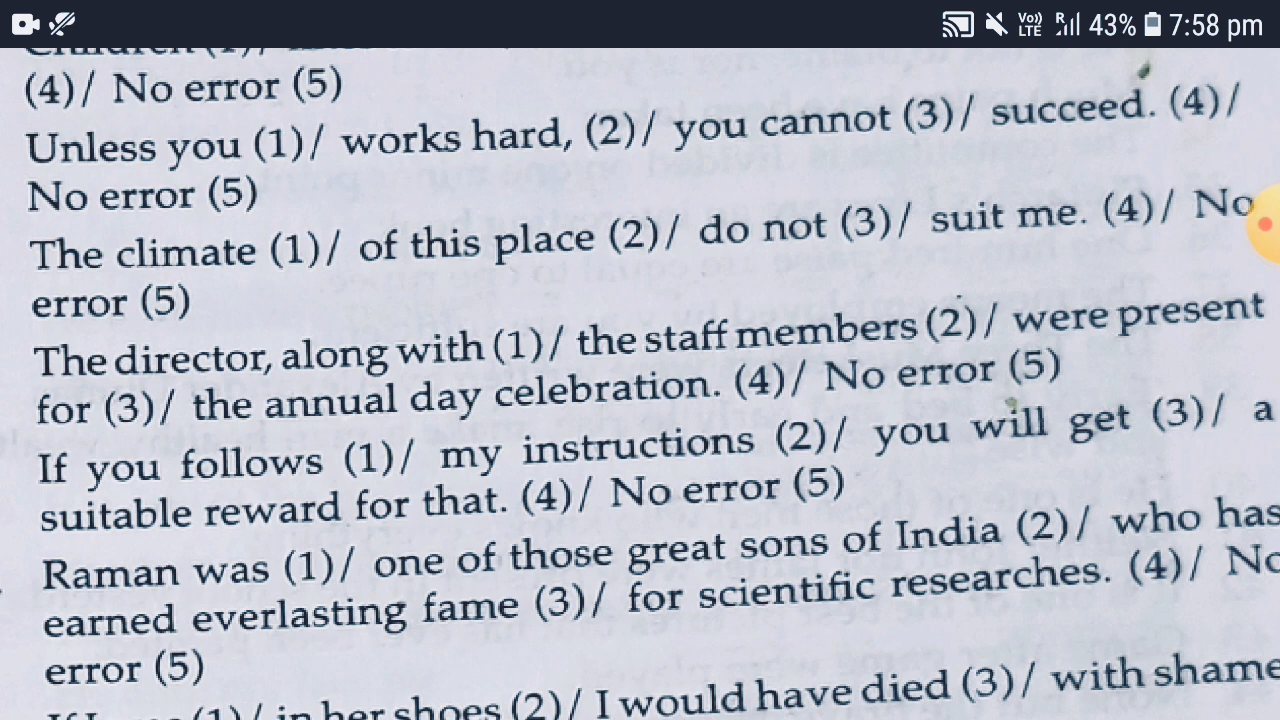 43% 7:58 pm
(4)/ No error (5)
Unless you (1)/ works hard, (2)/ you cannot (3)/ succeed. (4)/
No error (5)
The climate (1)/ of this place (2)/ do not (3)/ suit me. (4)/ No
error (5)
The director, along with (1)/ the staff members (2)/ were present
for (3)/ the annual day celebration. (4)/ No error (5)
If you follows (1)/ my instructions (2)/ you will get (3)/ a
suitable reward for that. (4)/ No error (5)
Raman was (1)/ one of those great sons of India (2)/ who has
earned everlasting fame (3)/ for scientific researches. (4)/ No
error (5)
(1)/ in her shoes (2)/ I would have died (3)/ with shame